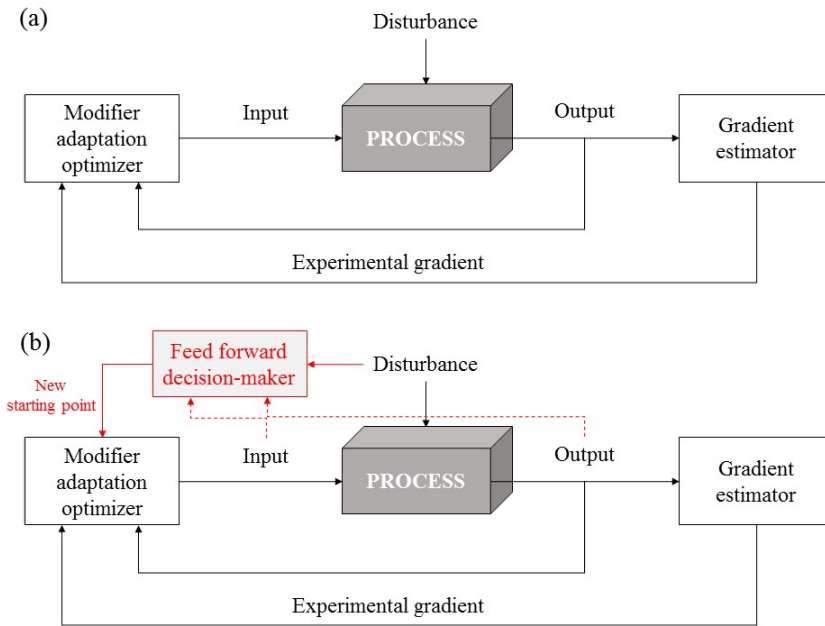 (a)
Disturbance
Modifier
adaptation
optimizer
Input
PROCESS
Output
Gradient
estimator
Experimental gradient
(b)
Feed forward
decision-maker
Disturbance
New
starting point
Modifier
adaptation
optimizer
Input
PROCESS
Output
Gradient
estimator
Experimental gradient